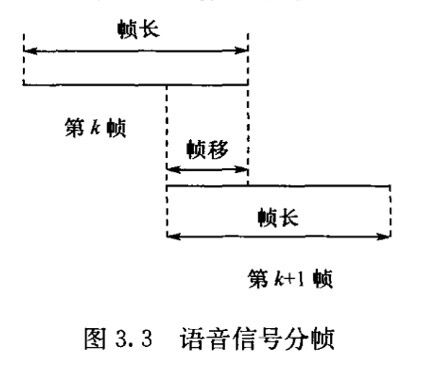 帧长
第 k 帧
帧移
帧长
第 k+1 帧
图 3.3 语音信号分帧